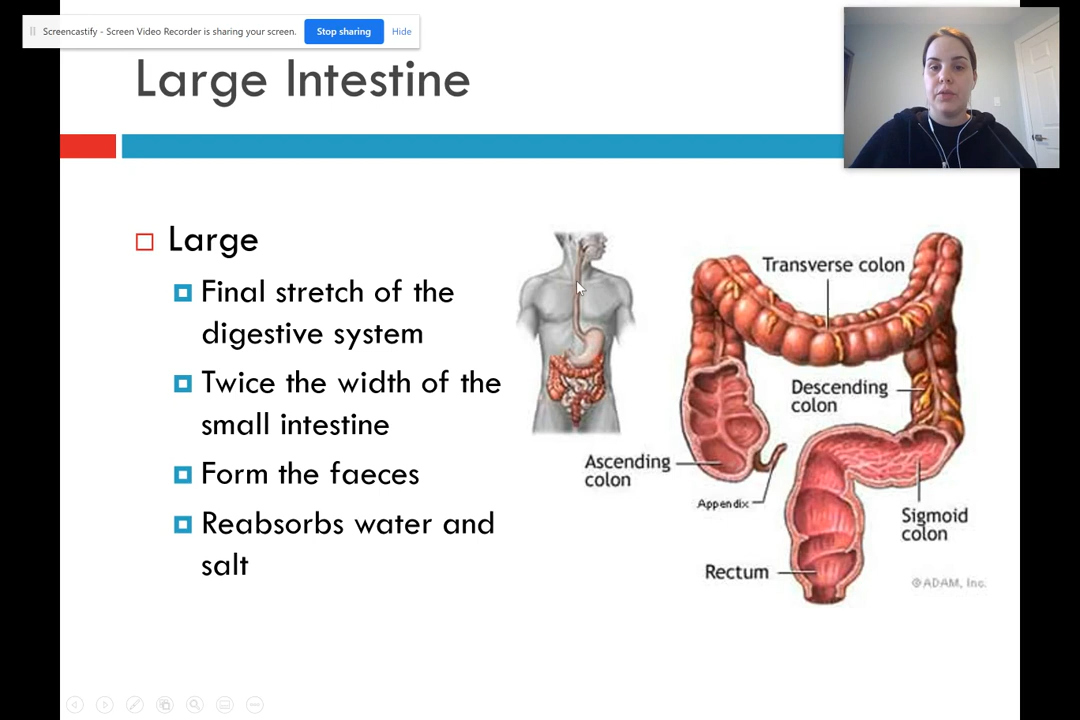 Screencastify - Screen Video Recorder is sharing your screen.
Stop sharing
Hide
Large Intestine
Large
Final stretch of the
digestive system
Twice the width of the
small intestine
Form the faeces
Reabsorbs water and
salt
Transverse colon
Descending
colon
Ascending
colon
Appendix
Sigmoid
colon
Rectum
©ADAM, Inc.